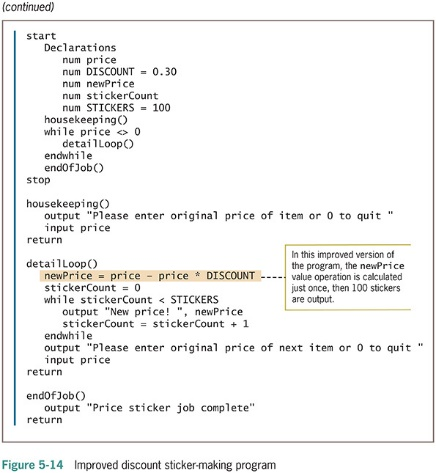 (continued)
start
Declarations
num price
num DISCOUNT = 0.30
num newPrice
num stickerCount
num STICKERS = 100
housekeeping()
while price <> 0
detailLoop()
endwhile
endOfJob()
stop
housekeeping()
output "Please enter original price of item or 0 to quit "
input price
return
detailLoop()
newPrice = price – price * DISCOUNT
stickerCount = 0
while stickerCount < STICKERS
output "New price! ", newPrice
stickerCount = stickerCount + 1
endwhile
output "Please enter original price of next item or 0 to quit "
input price
return
In this improved version of
the program, the newPrice
value operation is calculated
just once, then 100 stickers
are output.
endOfJob()
output "Price sticker job complete"
return
Figure 5-14 Improved discount sticker-making program